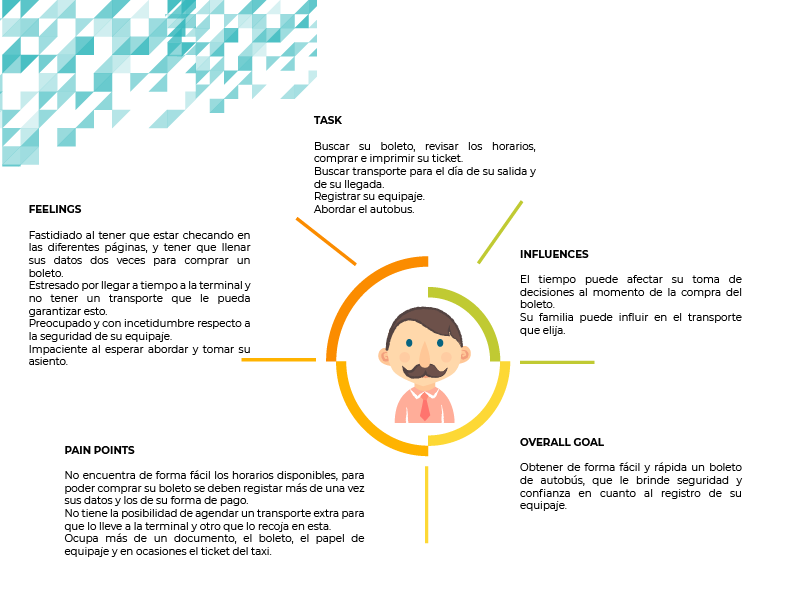 TASK
Buscar su boleto, revisar los horarios,
comprar e imprimir su ticket.
Buscar transporte para el día de su salida y
de su llegada.
Registrar su equipaje.
Abordar el autobus.
FEELINGS
Fastidiado al tener que estar checando en
las diferentes páginas, y tener que llenar
sus datos dos veces para comprar un
boleto.
Estresado por llegar a tiempo a la terminal y
no tener un transporte que le pueda
garantizar esto.
Preocupado y con incetidumbre respecto a
la seguridad de su equipaje.
Impaciente al esperar abordar y tomar su
asiento.
INFLUENCES
El tiempo puede afectar su toma de
decisiones al momento de la compra del
boleto.
Su familia puede influir en el transporte
que elija.
PAIN POINTS
No encuentra de forma fácil los horarios disponibles, para
poder comprar su boleto se deben registar más de una vez
sus datos y los de su forma de pago.
No tiene la posibilidad de agendar un transporte extra para
que lo lleve a la terminal y otro que lo recoja en esta.
Ocupa más de un documento, el boleto, el papel de
equipaje y en ocasiones el ticket del taxi.
OVERALL GOAL
Obtener de forma fácil y rápida un boleto
de autobús, que le brinde seguridad y
confianza en cuanto al registro de su
equipaje.